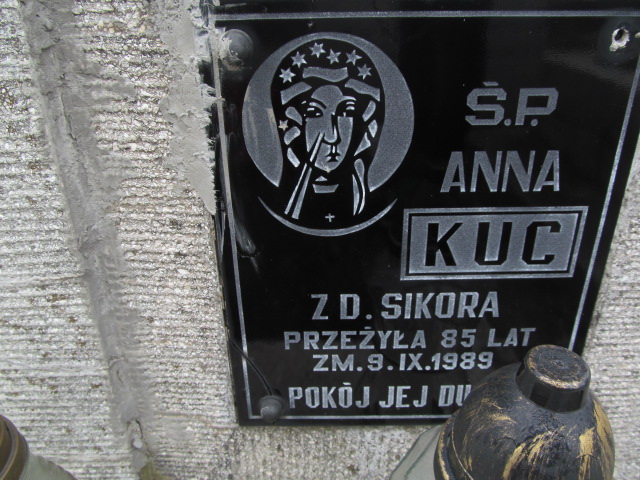 Ś.P.
ANNA
KUC
Z D. SIKORA
PRZEŻYŁA 85 LAT
ZM. 9. IX. 1989
POKÓJ JEJ